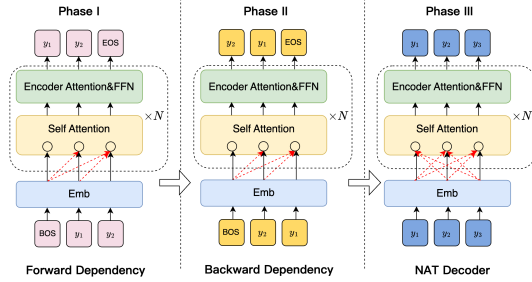 Phase I
y₁ y₂ EOS
Encoder Attention&FFN
Self Attention
×N
Emb
BOS y₁ y₂
Forward Dependency
Phase II
y₂ y₁ EOS
Encoder Attention&FFN
Self Attention
×N
Emb
BOS y₂ y₁
Backward Dependency
Phase III
y₁ y₂ y₃
Encoder Attention&FFN
Self Attention
×N
Emb
y₁ y₂ y₃
NAT Decoder